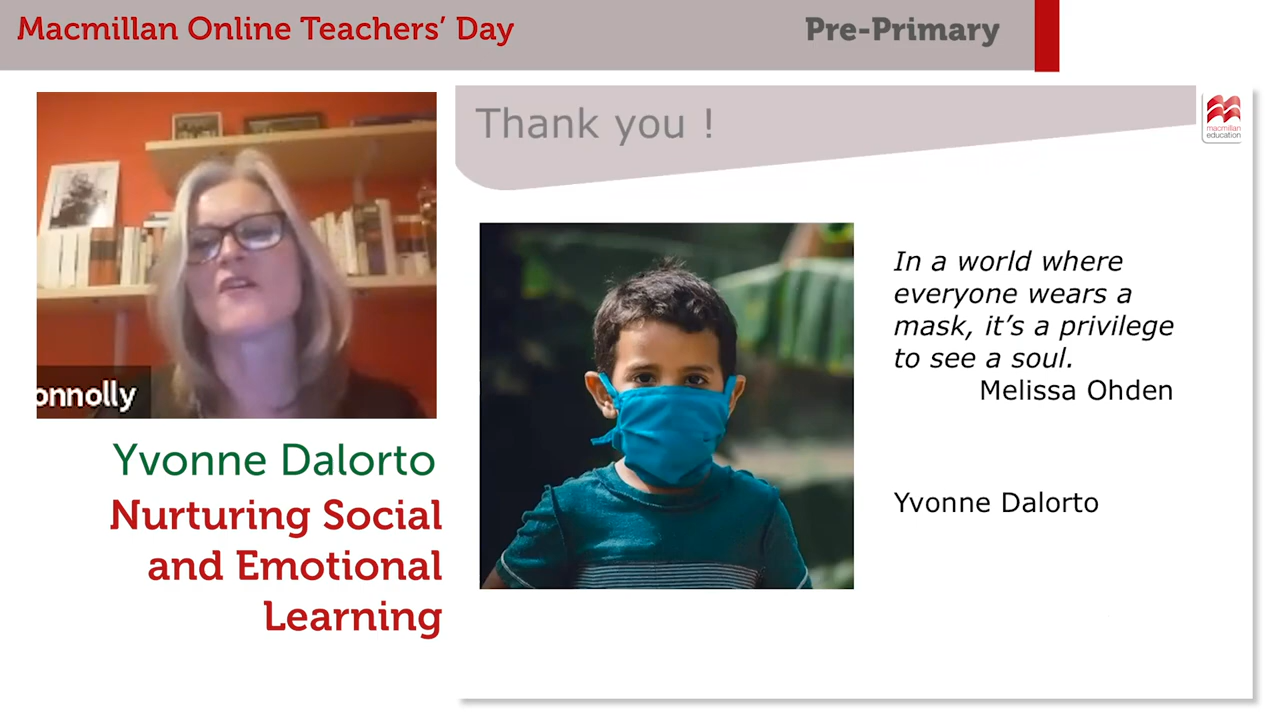 Macmillan Online Teachers’ Day
Pre-Primary
Thank you !
macmillan
education
onnolly
Yvonne Dalorto
Nurturing Social
and Emotional
Learning
In a world where
everyone wears a
mask, it’s a privilege
to see a soul.
Melissa Ohden
Yvonne Dalorto